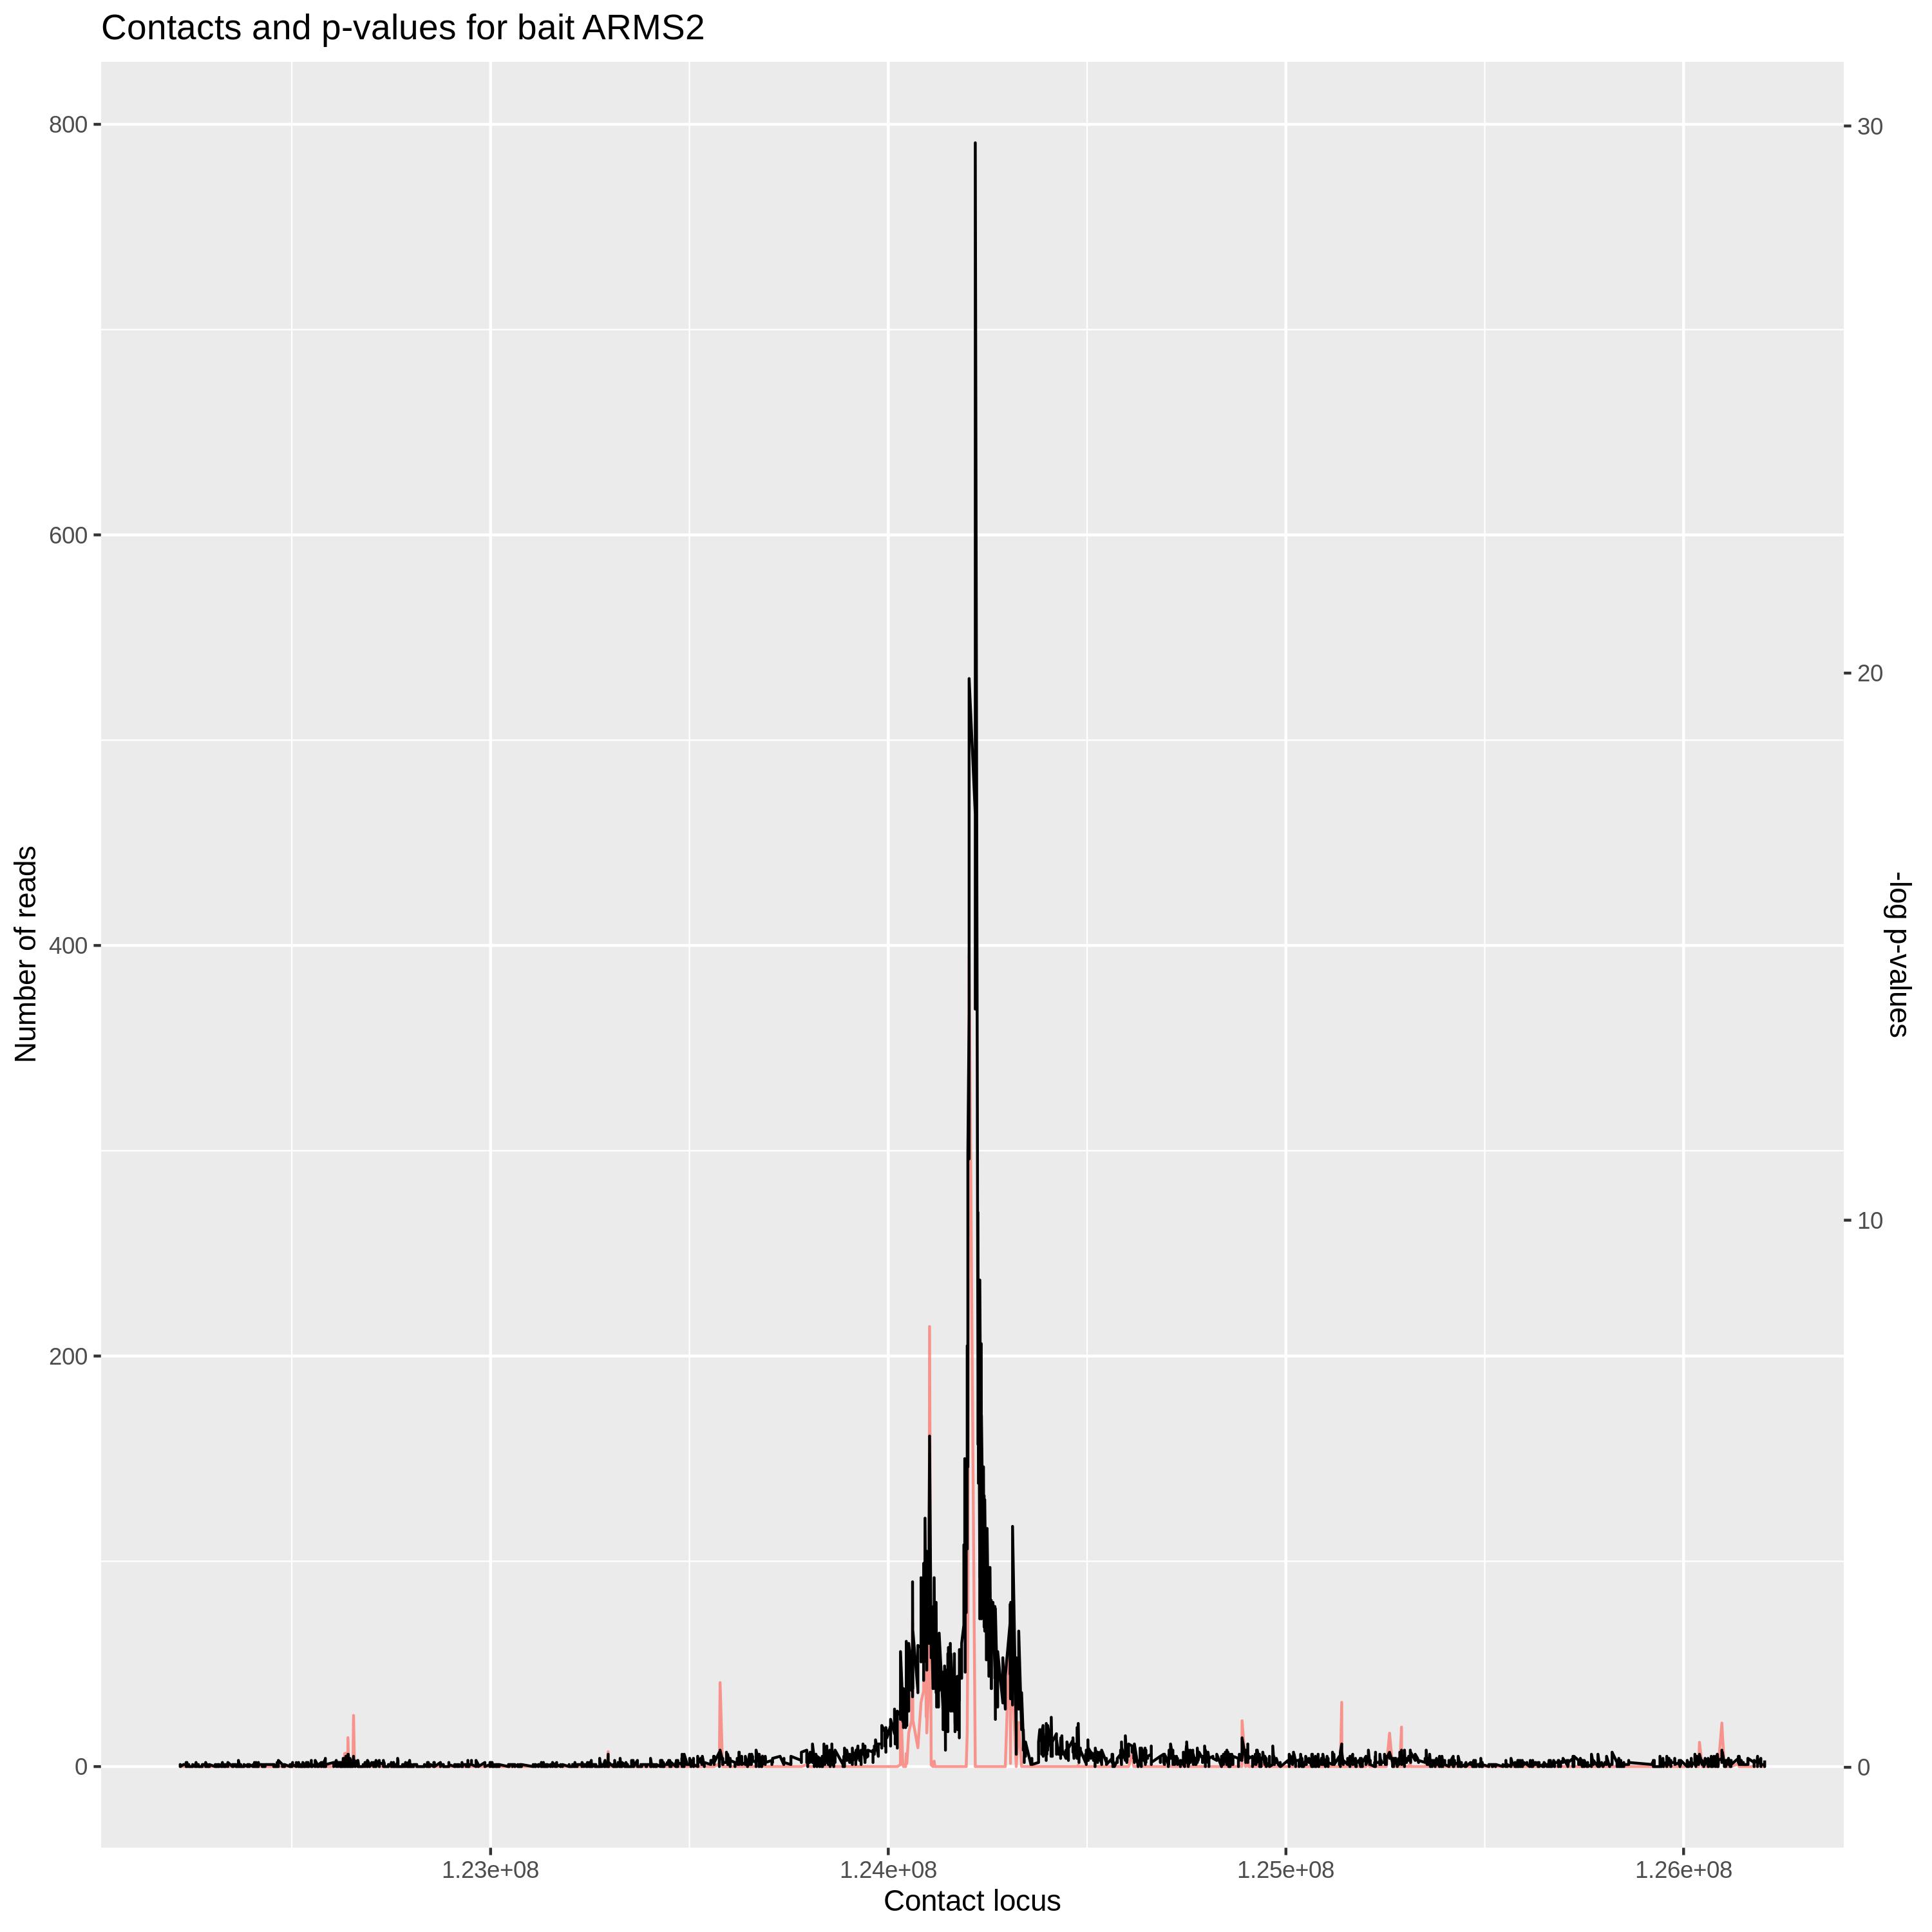 Contacts and p-values for bait ARMS2
800
600
400
200
0
Number of reads
30
20
10
0
-log p-values
1.23e+08
1.24e+08
1.25e+08
1.26e+08
Contact locus